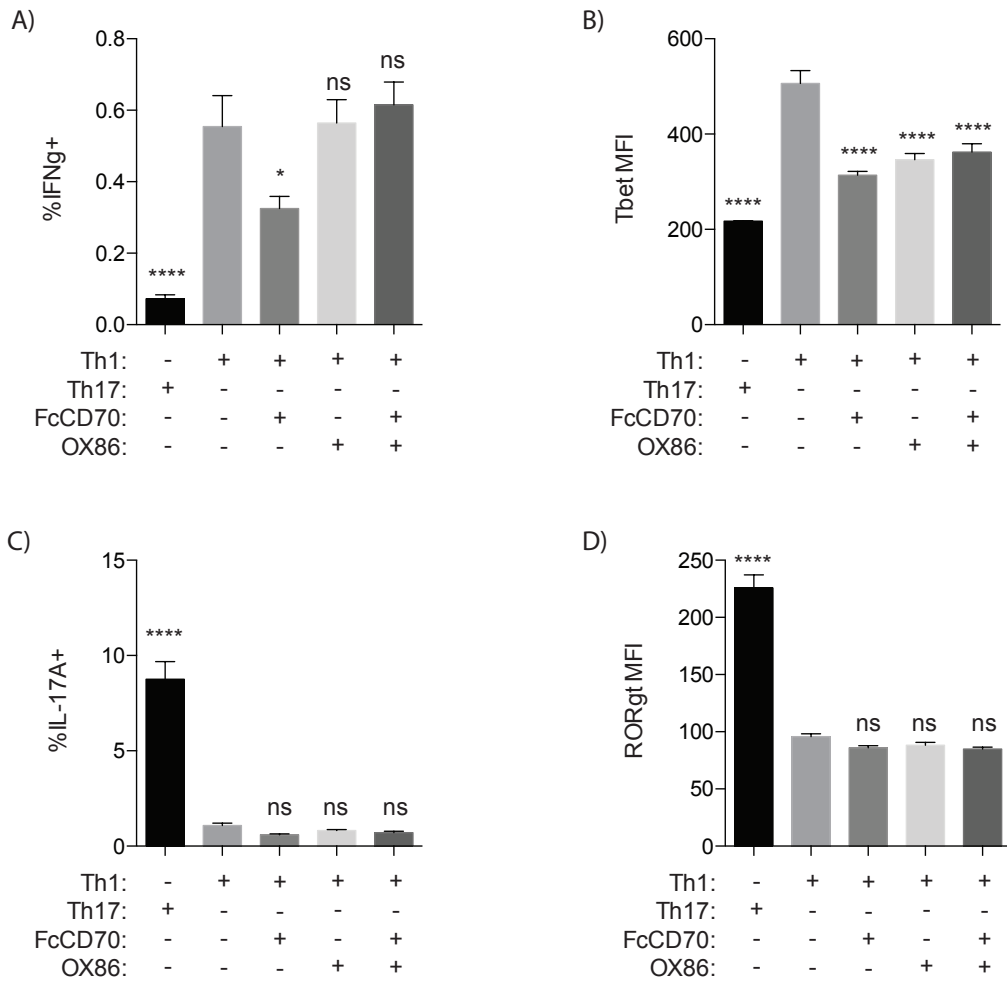 A)
%IFNg+
0.8
0.6
0.4
0.2
0.0
****
*
ns
ns
Th1: - + + + +
Th17: + - - - -
FcCD70: - - + - +
OX86: - - - + +
B)
Tbet MFI
600
400
200
0
****
****
****
****
Th1: - + + + +
Th17: + - - - -
FcCD70: - - + - +
OX86: - - - + +
C)
%IL-17A+
15
10
5
0
****
ns
ns
ns
Th1: - + + + +
Th17: + - - - -
FcCD70: - - + - +
OX86: - - - + +
D)
RORgt MFI
250
200
150
100
50
0
****
ns
ns
ns
Th1: - + + + +
Th17: + - - - -
FcCD70: - - + - +
OX86: - - - + +